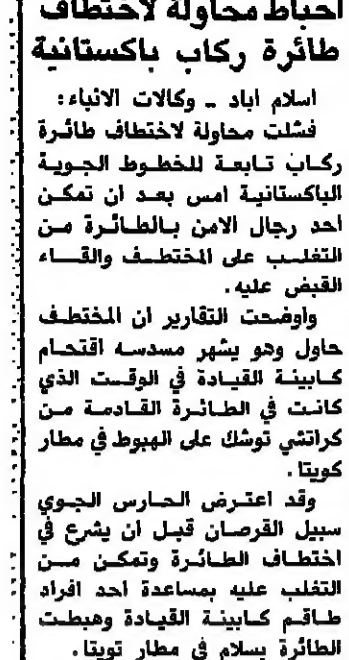 احباط محاولة لاختطاف
طائرة ركاب باكستانية
اسلام اباد ـ وكالات الانباء :
فشلت محاولة لاختطاف طائرة
ركاب تابعة للخطوط الجوية
الباكستانية امس بعد ان تمكن
احد رجال الامن بالطائرة من
التغلب على المختطف والقاء
القبض عليه .
واوضحت التقارير ان المختطف
حاول وهو يشهر مسدسه اقتحام
كابينة القيادة في الوقت الذي
كانت في الطائرة القادمة من
كراتشي توشك على الهبوط في مطار
كويتا .
وقد اعترض الحارس الجوي
سبيل القرصان قبل ان يشرع في
اختطاف الطائرة وتمكن من
التغلب عليه بمساعدة احد افراد
طاقم كابينة القيادة وهبطت
الطائرة بسلام في مطار تويتا .